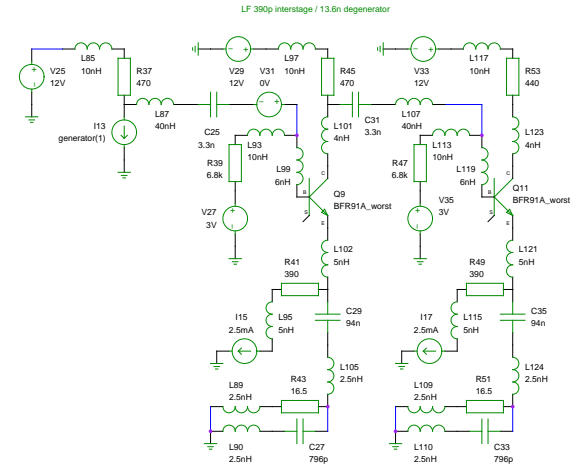 LF 390p interstage / 13.6n degenerator
L85
10nH
V25
12V
R37
470
I13
generator(1)
L87
40nH
C25
3.3n
V29
12V
V31
0V
L97
10nH
R45
470
L93
10nH
R39
6.8k
V27
3V
L99
6nH
L101
4nH
C
B
S
E
Q9
BFR91A_worst
C31
3.3n
L107
40nH
L102
5nH
R41
390
I15
2.5mA
L95
5nH
C29
94n
L105
2.5nH
L89
2.5nH
R43
16.5
L90
2.5nH
C27
796p
V33
12V
L117
10nH
R53
440
L113
10nH
R47
6.8k
V35
3V
L119
6nH
L123
4nH
C
B
S
E
Q11
BFR91A_worst
L121
5nH
R49
390
I17
2.5mA
L115
5nH
C35
94n
L124
2.5nH
L109
2.5nH
R51
16.5
L110
2.5nH
C33
796p